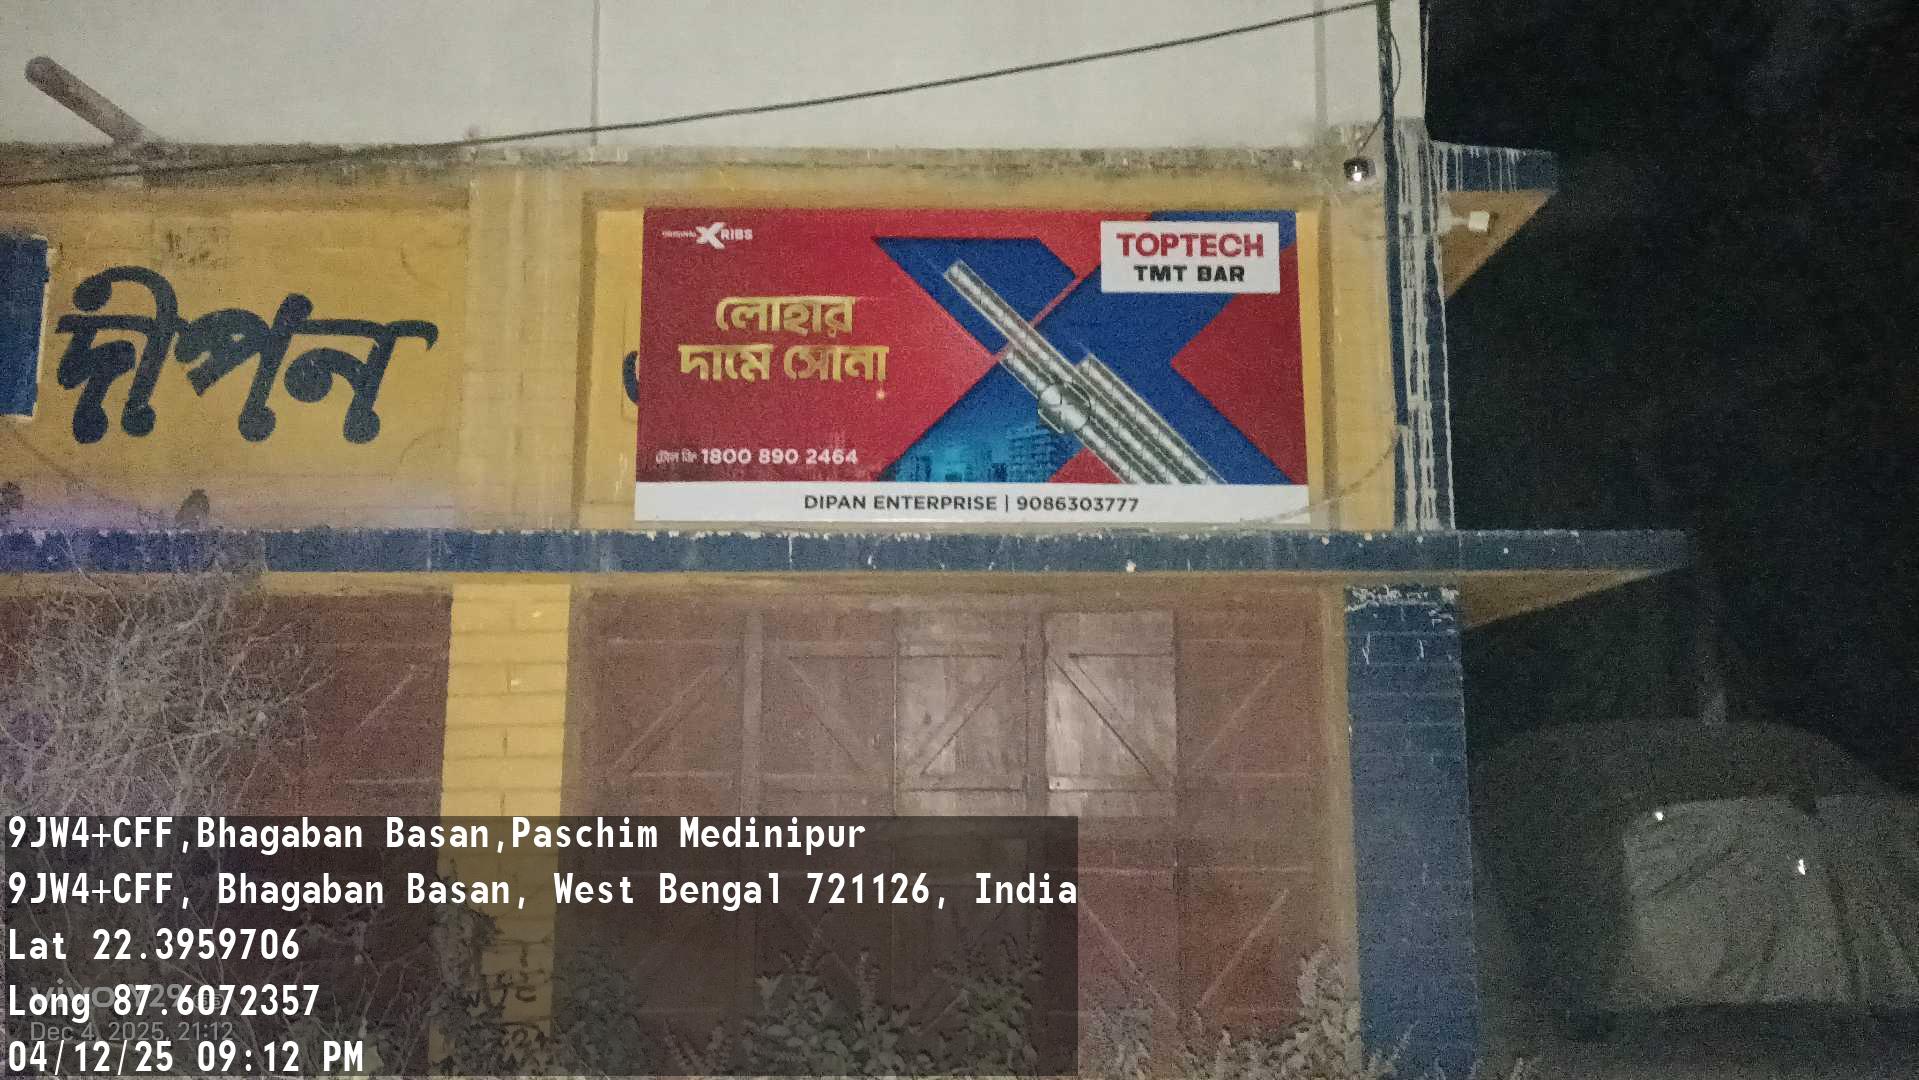 দীপন
ORIGINAL X RIBS
TOPTECH
TMT BAR
লোহার
দামে সোনা
টোল ফ্রি 1800 890 2464
DIPAN ENTERPRISE | 9086303777
9JW4+CFF,Bhagaban Basan,Paschim Medinipur
9JW4+CFF, Bhagaban Basan, West Bengal 721126, India
Lat 22.3959706
Long 87.6072357
vivo Y29
Dec 4, 2025, 21:12
04/12/25 09:12 PM